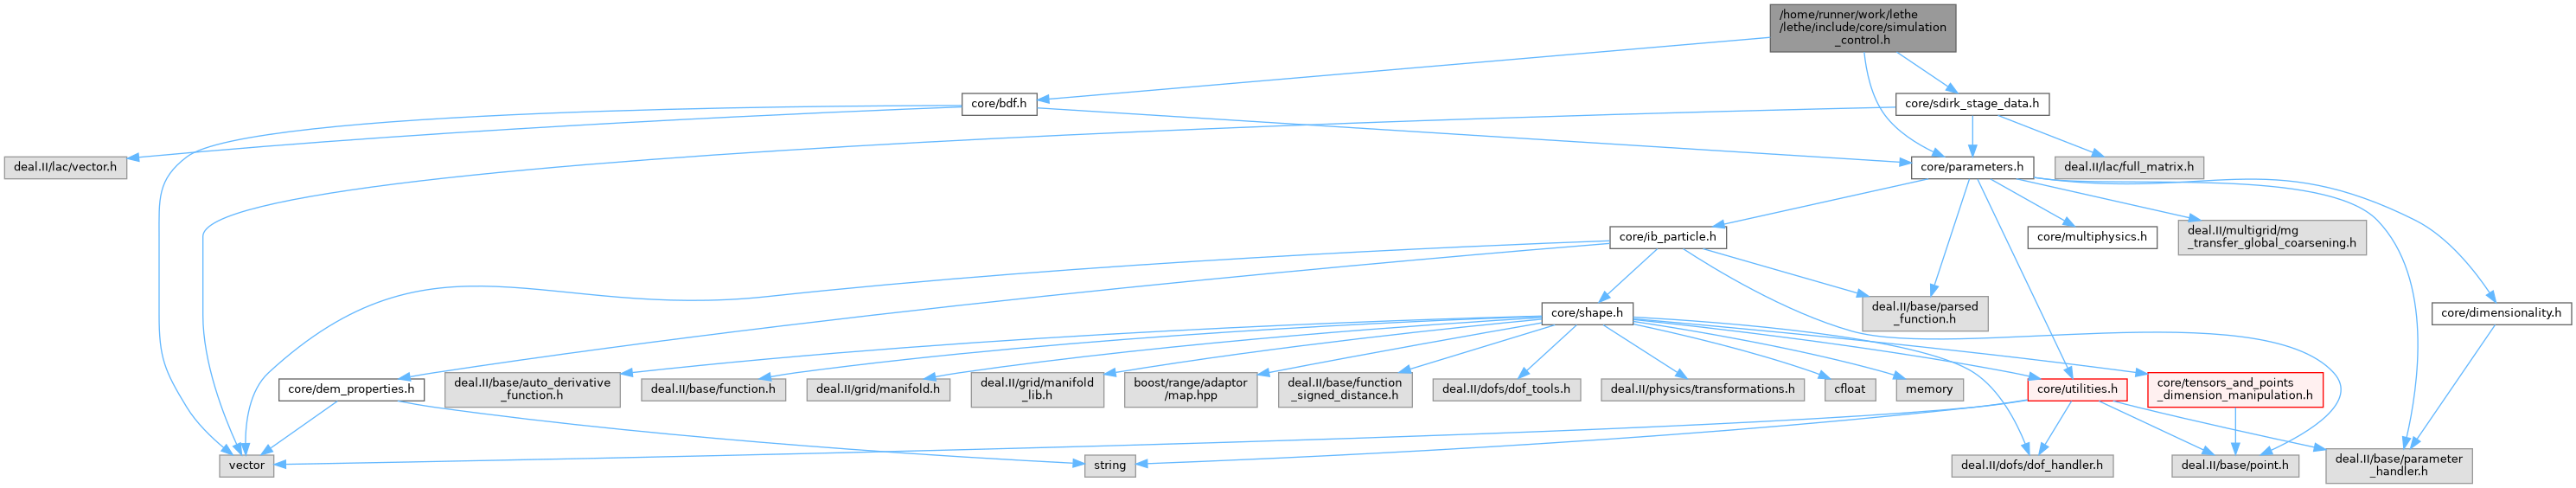 /home/runner/work/lethe
/lethe/include/core/simulation
_control.h
core/bdf.h
core/sdirk_stage_data.h
deal.II/lac/vector.h
core/parameters.h
deal.II/lac/full_matrix.h
core/ib_particle.h
core/multiphysics.h
deal.II/multigrid/mg
_transfer_global_coarsening.h
core/shape.h
deal.II/base/parsed
_function.h
core/dimensionality.h
core/dem_properties.h
deal.II/base/auto_derivative
_function.h
deal.II/base/function.h
deal.II/grid/manifold.h
deal.II/grid/manifold
_lib.h
boost/range/adaptor
/map.hpp
deal.II/base/function
_signed_distance.h
deal.II/dofs/dof_tools.h
deal.II/physics/transformations.h
cfloat
memory
core/utilities.h
core/tensors_and_points
_dimension_manipulation.h
vector
string
deal.II/dofs/dof_handler.h
deal.II/base/point.h
deal.II/base/parameter
_handler.h